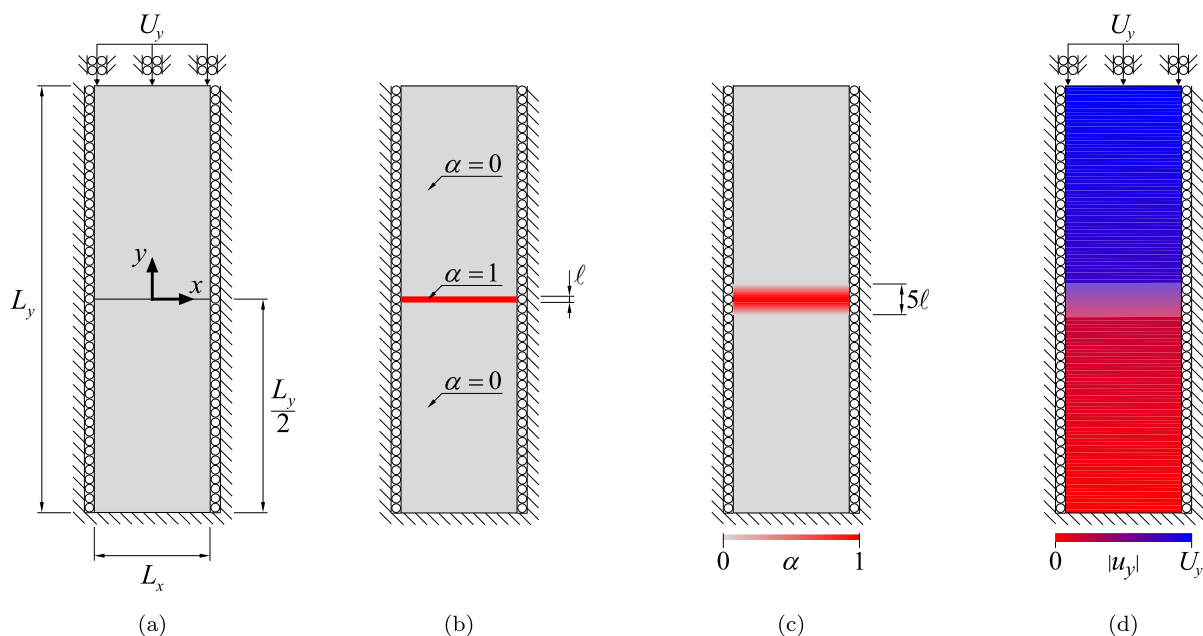 U_y
L_y
y
x
L_y
2
L_x
(a)
α = 0
α = 1
ℓ
α = 0
(b)
5ℓ
0 α 1
(c)
U_y
0 |u_y| U_y
(d)